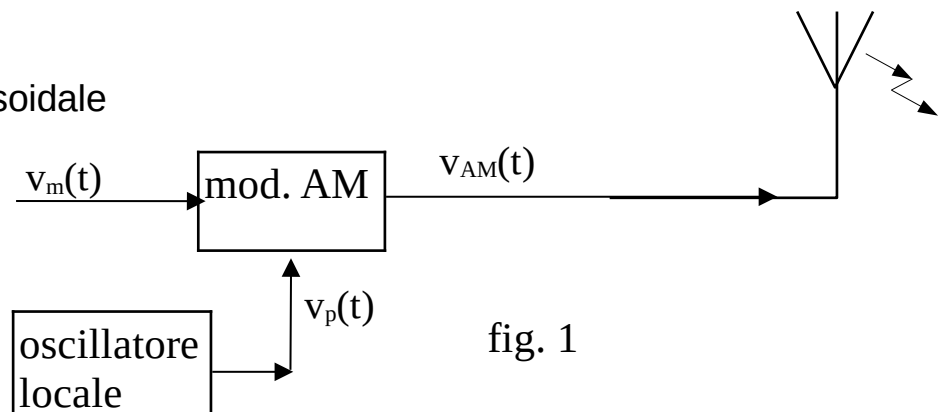 soidale
vm(t)
mod. AM
vAM(t)
vp(t)
oscillatore
locale
fig. 1